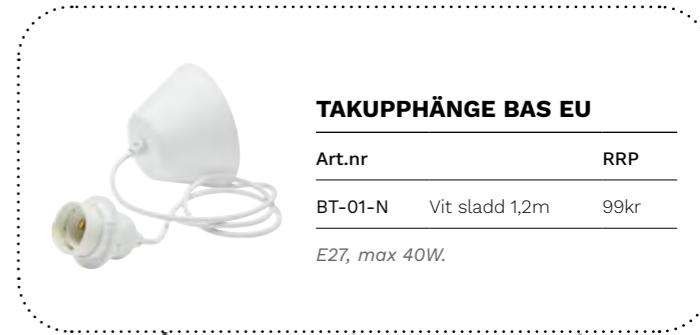 TAKUPPHÄNGE BAS EU
Art.nr RRP
BT-01-N Vit sladd 1,2m 99kr
E27, max 40W.